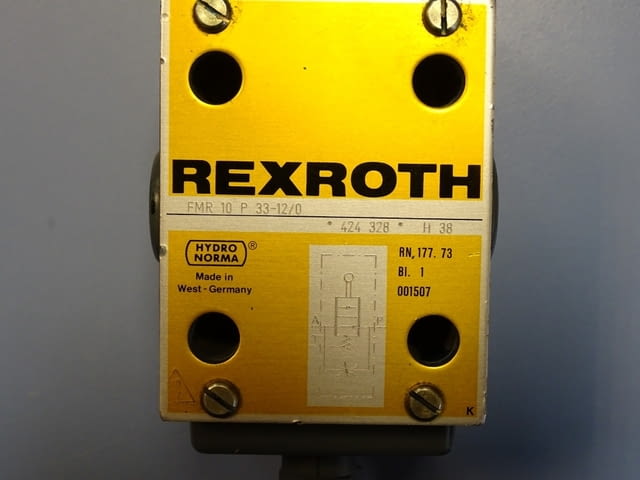 REXROTH
FMR 10 P 33-12/0
* 424 328 * H 38
HYDRO
NORMA ®
Made in
West-Germany
RN, 177. 73
Bl. 1
001507
A P
K